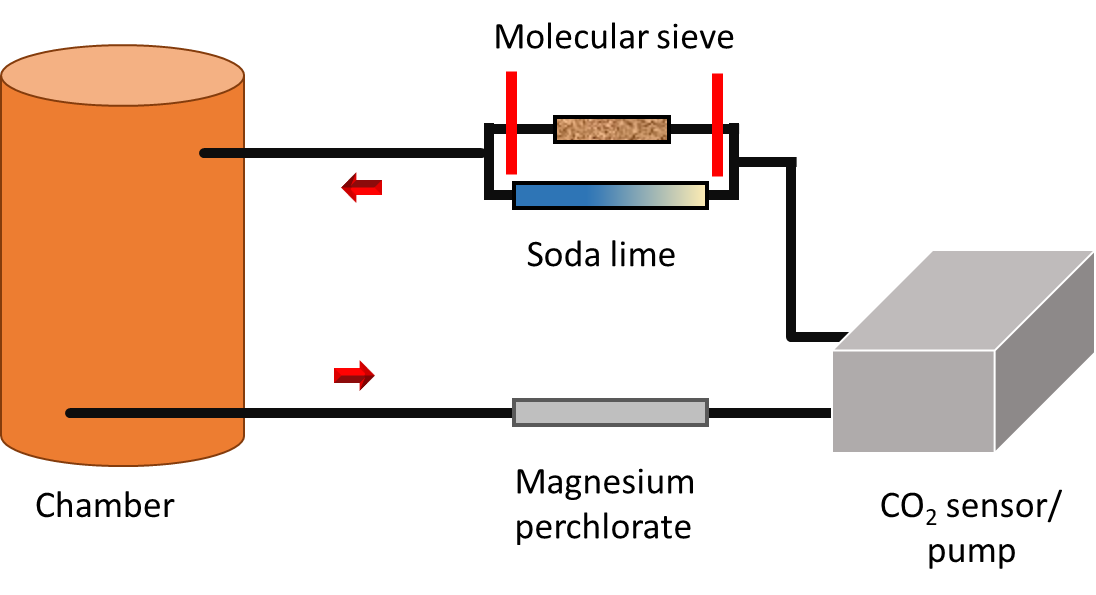 Molecular sieve
Soda lime
Magnesium
perchlorate
Chamber
CO₂ sensor/
pump